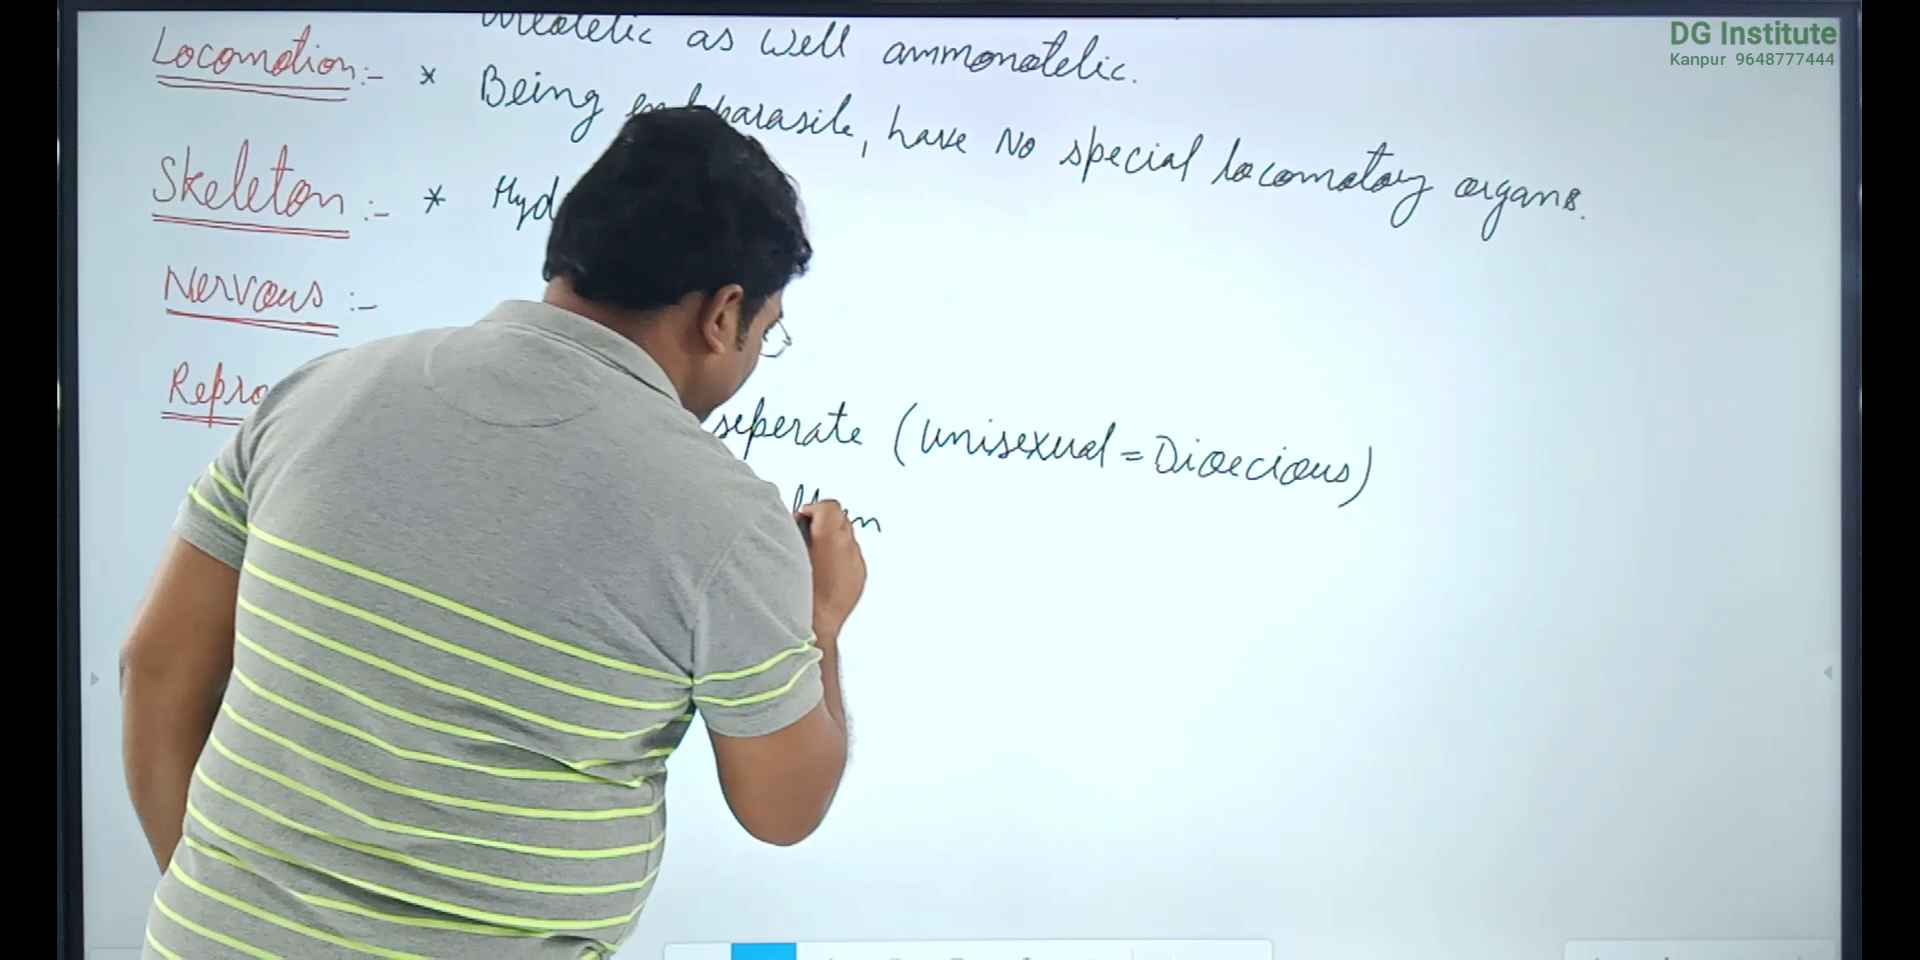 DG Institute
Kanpur 9648777444
as well ammonotelic.
Locomotion:- * Being parasite, have No special locomotory organs.
Skeleton:- * Hyd
Nervous:-
Repro
seperate (unisexual = Dioecious)